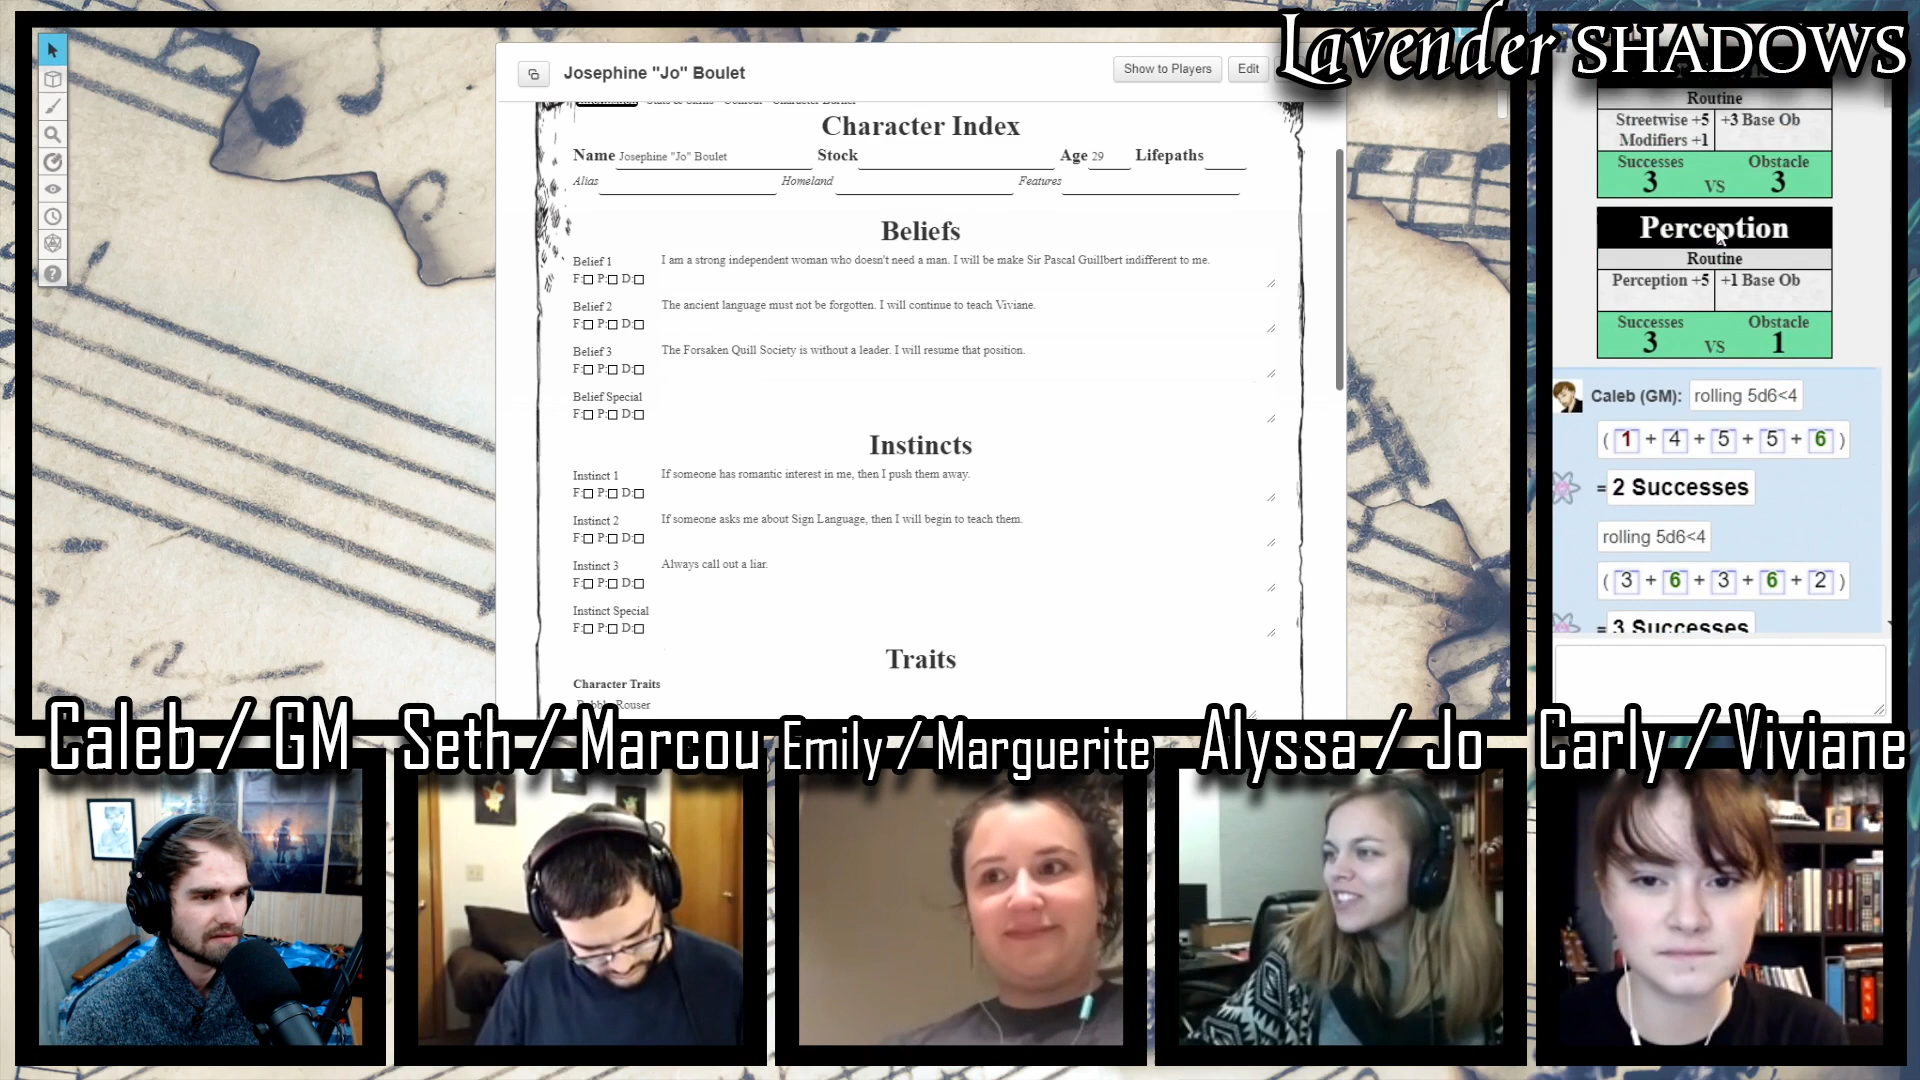 Lavender SHADOWS
Josephine "Jo" Boulet
Show to Players
Edit
Character Index
Name Josephine "Jo" Boulet Stock Age 29 Lifepaths
Alias Homeland Features
Beliefs
Belief 1 I am a strong independent woman who doesn't need a man. I will be make Sir Pascal Guillbert indifferent to me.
F: P: D:
Belief 2 The ancient language must not be forgotten. I will continue to teach Viviane.
F: P: D:
Belief 3 The Forsaken Quill Society is without a leader. I will resume that position.
F: P: D:
Belief Special
F: P: D:
Instincts
Instinct 1 If someone has romantic interest in me, then I push them away.
F: P: D:
Instinct 2 If someone asks me about Sign Language, then I will begin to teach them.
F: P: D:
Instinct 3 Always call out a liar.
F: P: D:
Instinct Special
F: P: D:
Traits
Character Traits
Rouser
Routine
Streetwise +5 +3 Base Ob
Modifiers +1
Successes Obstacle
3 VS 3
Perception
Routine
Perception +5 +1 Base Ob
Successes Obstacle
3 VS 1
Caleb (GM): rolling 5d6<4
(1 + 4 + 5 + 5 + 6)
= 2 Successes
rolling 5d6<4
(3 + 6 + 3 + 6 + 2)
= 3 Successes
Caleb / GM
Seth / Marcou
Emily / Marguerite
Alyssa / Jo
Carly / Viviane